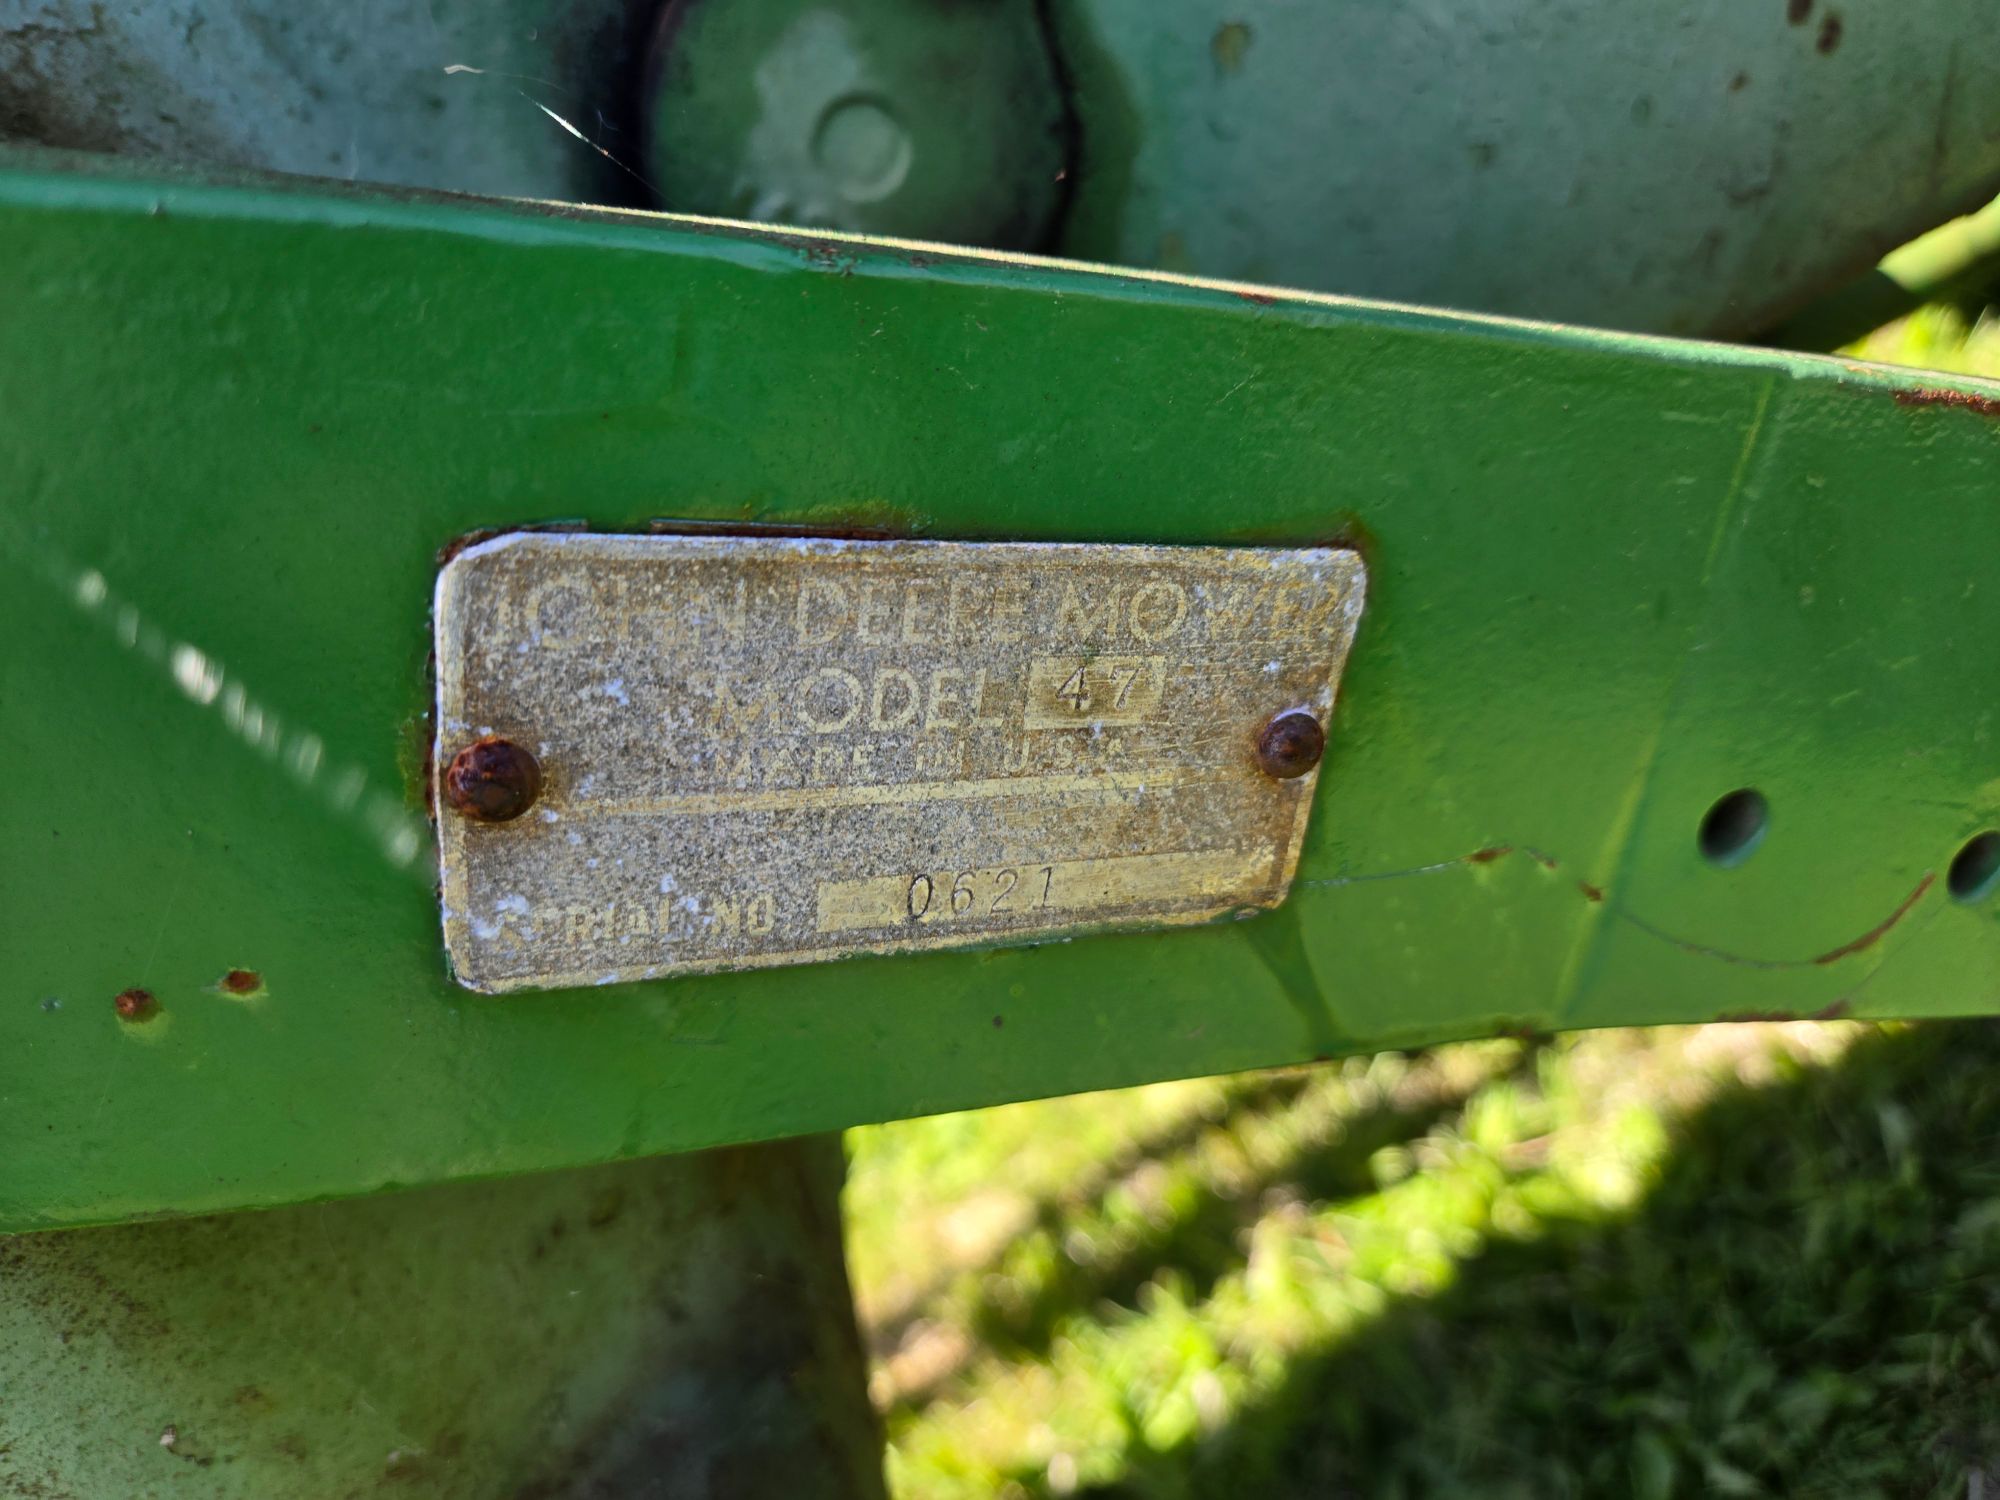 JOHN DEERE MOWER
MODEL 47
MADE IN U.S.A.
SERIAL NO 0621